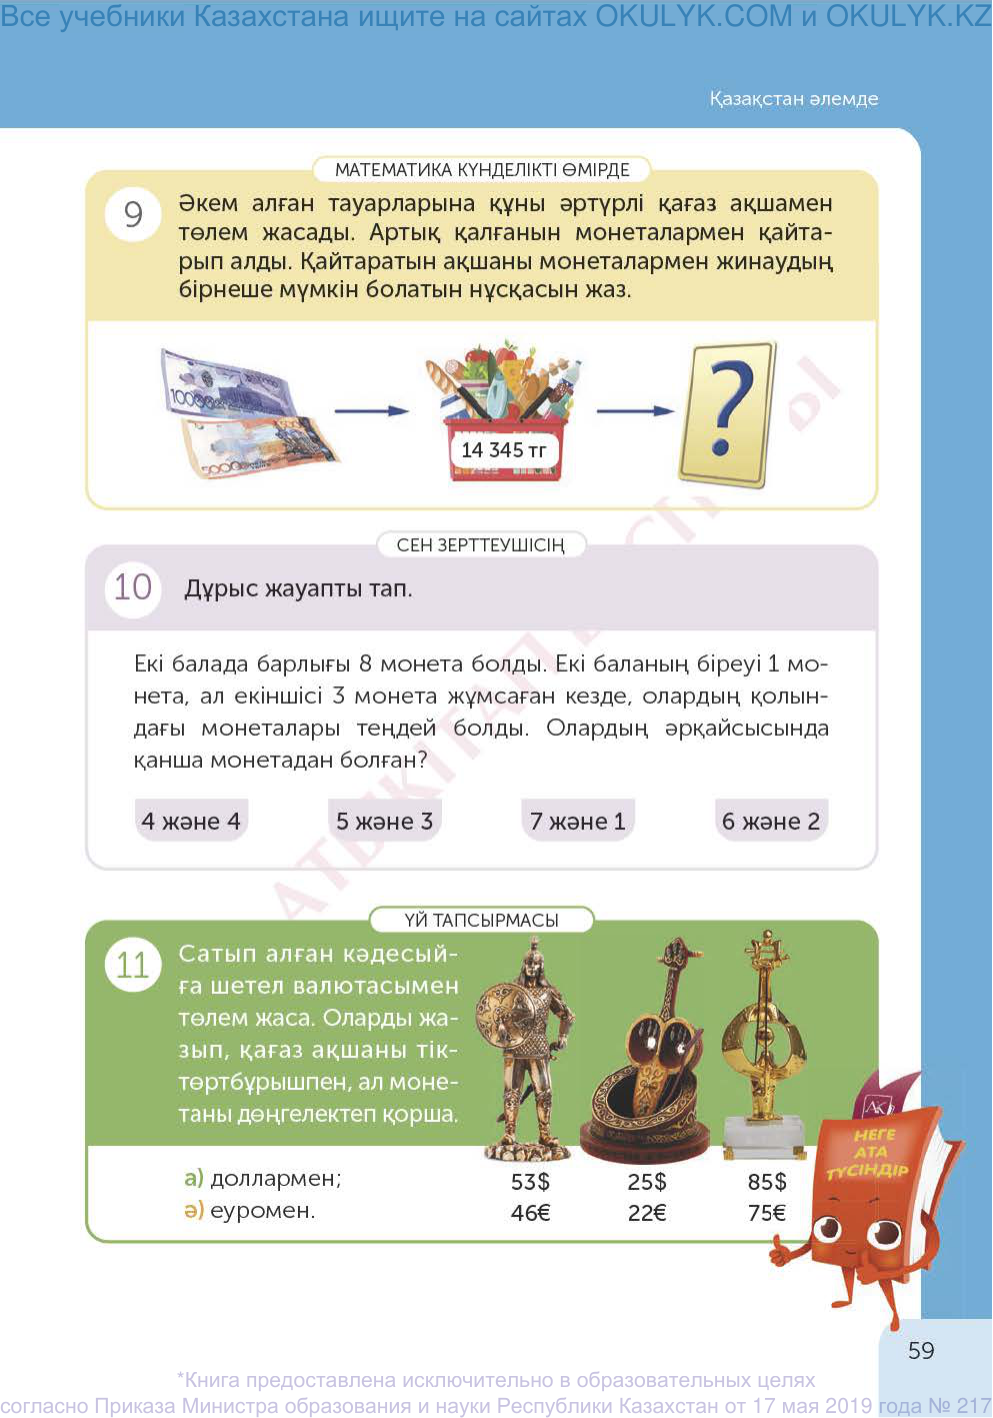 Все учебники Казахстана ищите на сайтах OKULYK.COM и OKULYK.KZ
Қазақстан әлемде
МАТЕМАТИКА КҮНДЕЛІКТІ ӨМІРДЕ
9
Әкем алған тауарларына құны әртүрлі қағаз ақшамен
төлем жасады. Артық қалғанын монеталармен қайта-
рып алды. Қайтаратын ақшаны монеталармен жинаудың
бірнеше мүмкін болатын нұсқасын жаз.
10000
5000
14 345 тг
?
СЕН ЗЕРТТЕУШІСІҢ
10
Дұрыс жауапты тап.
Екі балада барлығы 8 монета болды. Екі баланың біреуі 1 мо-
нета, ал екіншісі 3 монета жұмсаған кезде, олардың қолын-
дағы монеталары теңдей болды. Олардың әрқайсысында
қанша монетадан болған?
4 және 4
5 және 3
7 және 1
6 және 2
ҮЙ ТАПСЫРМАСЫ
11
Сатып алған кәдесый-
ға шетел валютасымен
төлем жаса. Оларды жа-
зып, қағаз ақшаны тік-
төртбұрышпен, ал моне-
таны дөңгелектеп қорша.
а) доллармен;
53$ 25$ 85$
ә) еуромен.
46€ 22€ 75€
АК
НЕГЕ
АТА
ТҮСІНДІР
59
*Книга предоставлена исключительно в образовательных целях
согласно Приказа Министра образования и науки Республики Казахстан от 17 мая 2019 года № 217